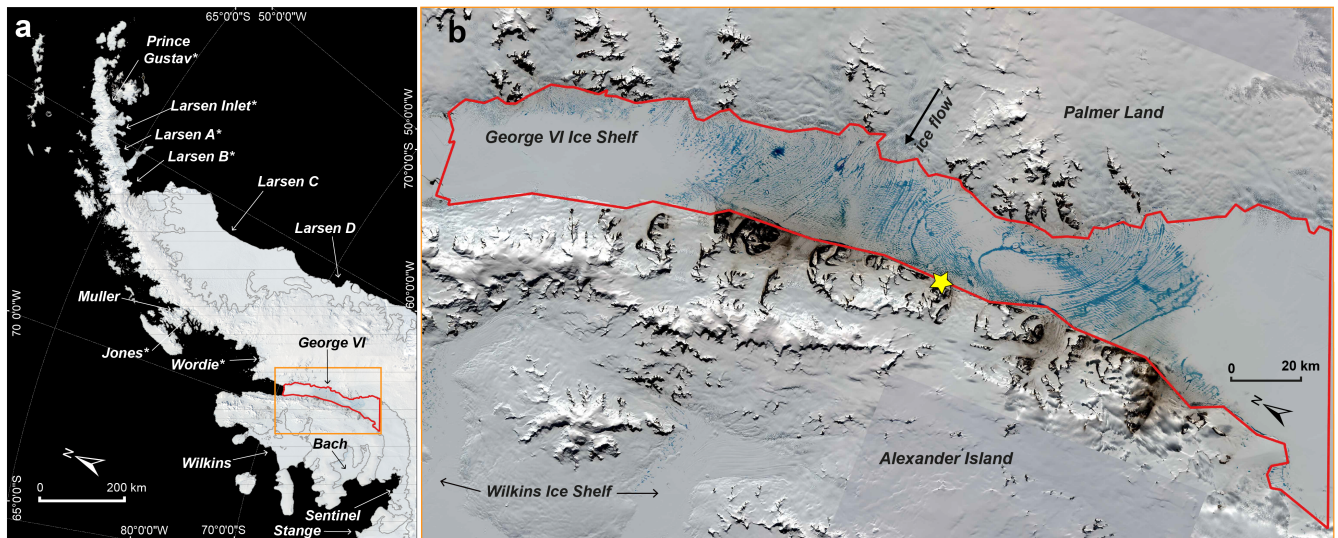 a
65°0'0"S
50°0'0"W
Prince
Gustav*
Larsen Inlet*
Larsen A*
Larsen B*
Larsen C
Larsen D
Muller
Jones*
Wordie*
George VI
Bach
Wilkins
Sentinel
Stange
N
0 200 km
70°0'0"W
65°0'0"S
80°0'0"W
70°0'0"S
60°0'0"W
50°0'0"W
70°0'0"S
b
George VI Ice Shelf
ice flow
Palmer Land
0 20 km
N
Alexander Island
Wilkins Ice Shelf